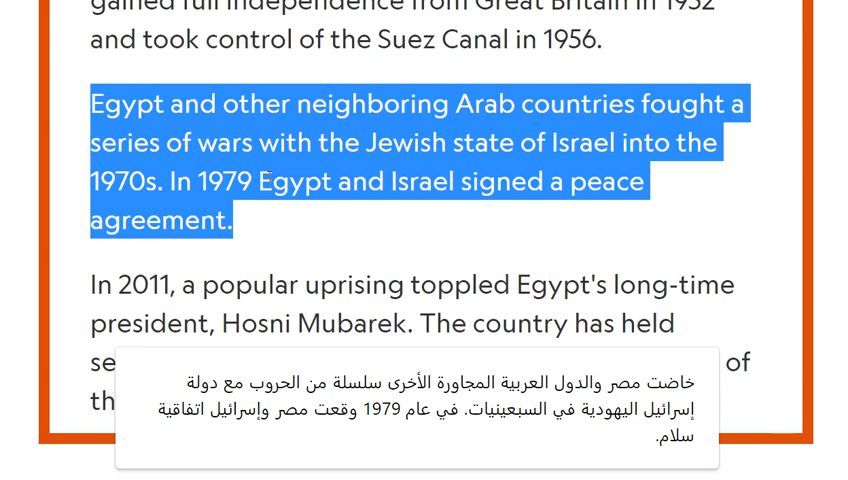 gained full independence from Great Britain in 1952
and took control of the Suez Canal in 1956.
Egypt and other neighboring Arab countries fought a
series of wars with the Jewish state of Israel into the
1970s. In 1979 Egypt and Israel signed a peace
agreement.
In 2011, a popular uprising toppled Egypt's long-time
president, Hosni Mubarek. The country has held
se of
th
خاضت مصر والدول العربية المجاورة الأخرى سلسلة من الحروب مع دولة
إسرائيل اليهودية في السبعينيات. في عام 1979 وقعت مصر وإسرائيل اتفاقية
سلام.